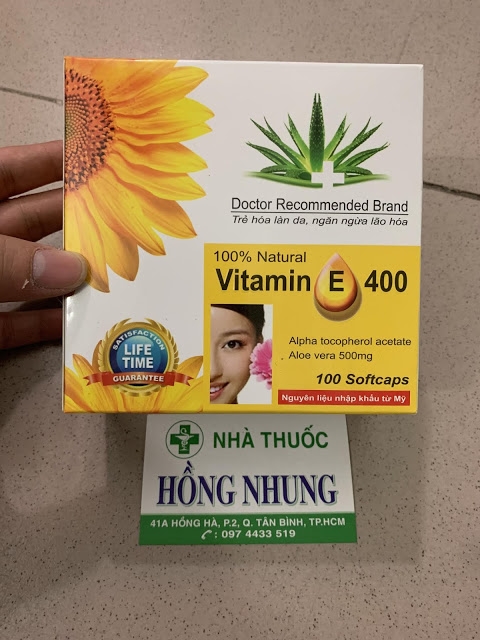 Doctor Recommended Brand
Trẻ hóa làn da, ngăn ngừa lão hóa
100% Natural
Vitamin E 400
Alpha tocopherol acetate
Aloe vera 500mg
100 Softcaps
Nguyên liệu nhập khẩu từ Mỹ
SATISFACTION
LIFE
TIME
GUARANTEE
NHÀ THUỐC
HỒNG NHUNG
41A HỒNG HÀ, P.2, Q. TÂN BÌNH, TP.HCM
: 097 4433 519